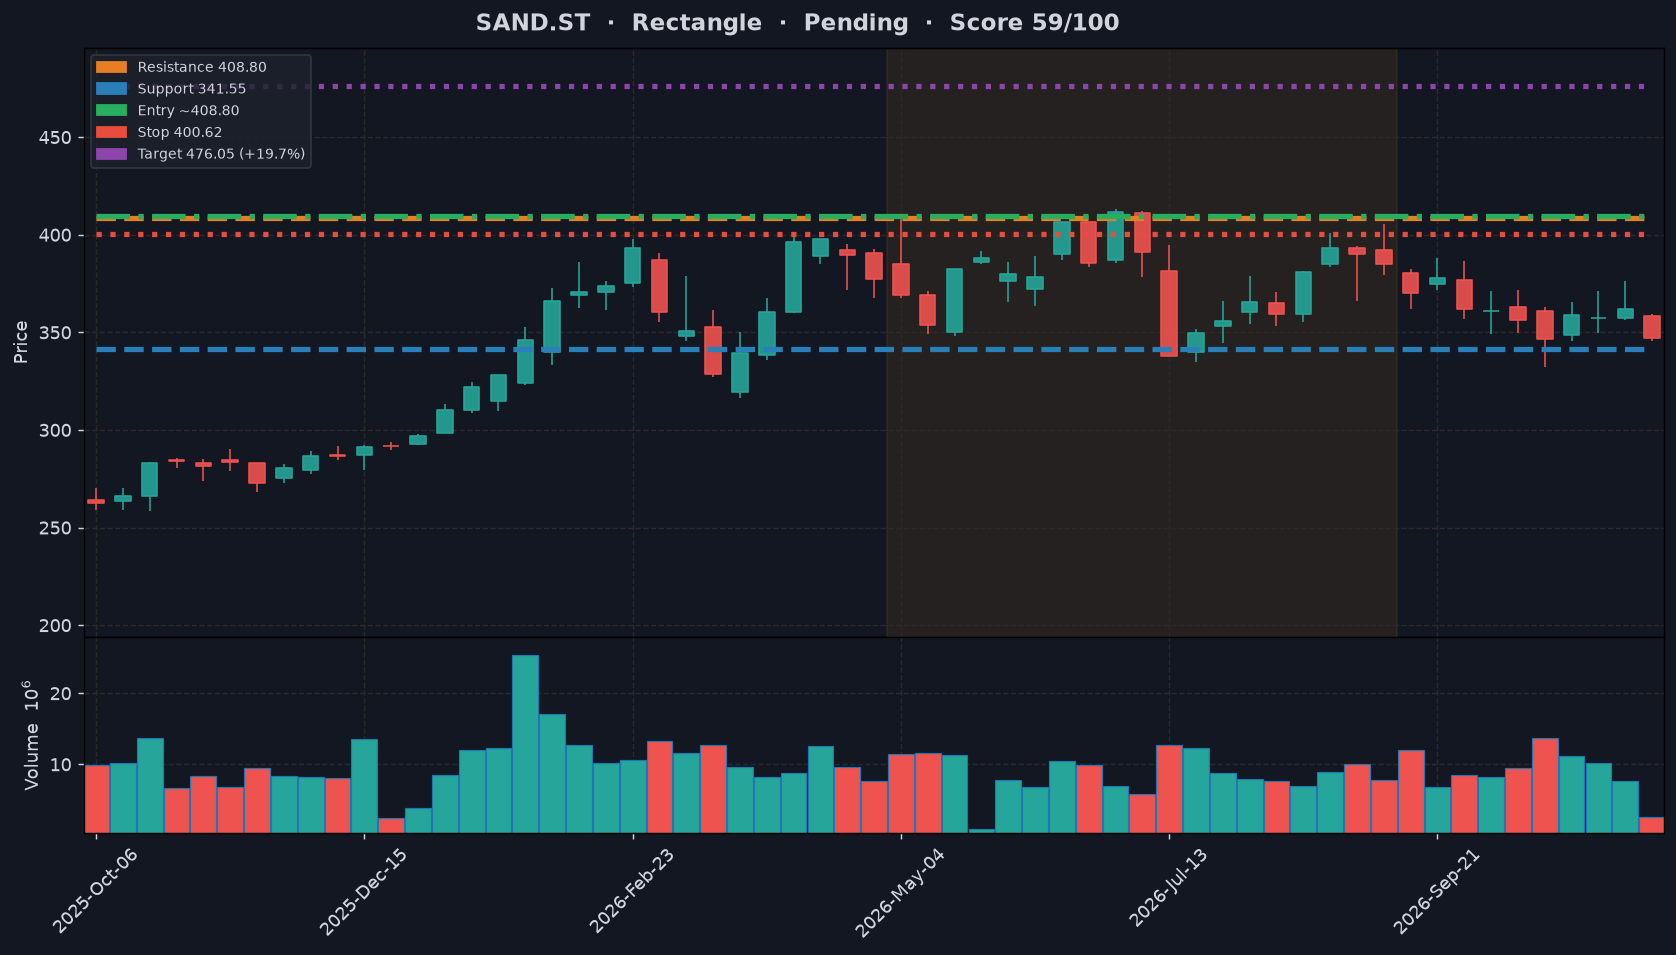 SAND.ST · Rectangle · Pending · Score 59/100
Resistance 408.80
Support 341.55
Entry ~408.80
Stop 400.62
Target 476.05 (+19.7%)
Price
450
400
350
300
250
200
Volume 10⁶
20
10
2025-Oct-06
2025-Dec-15
2026-Feb-23
2026-May-04
2026-Jul-13
2026-Sep-21